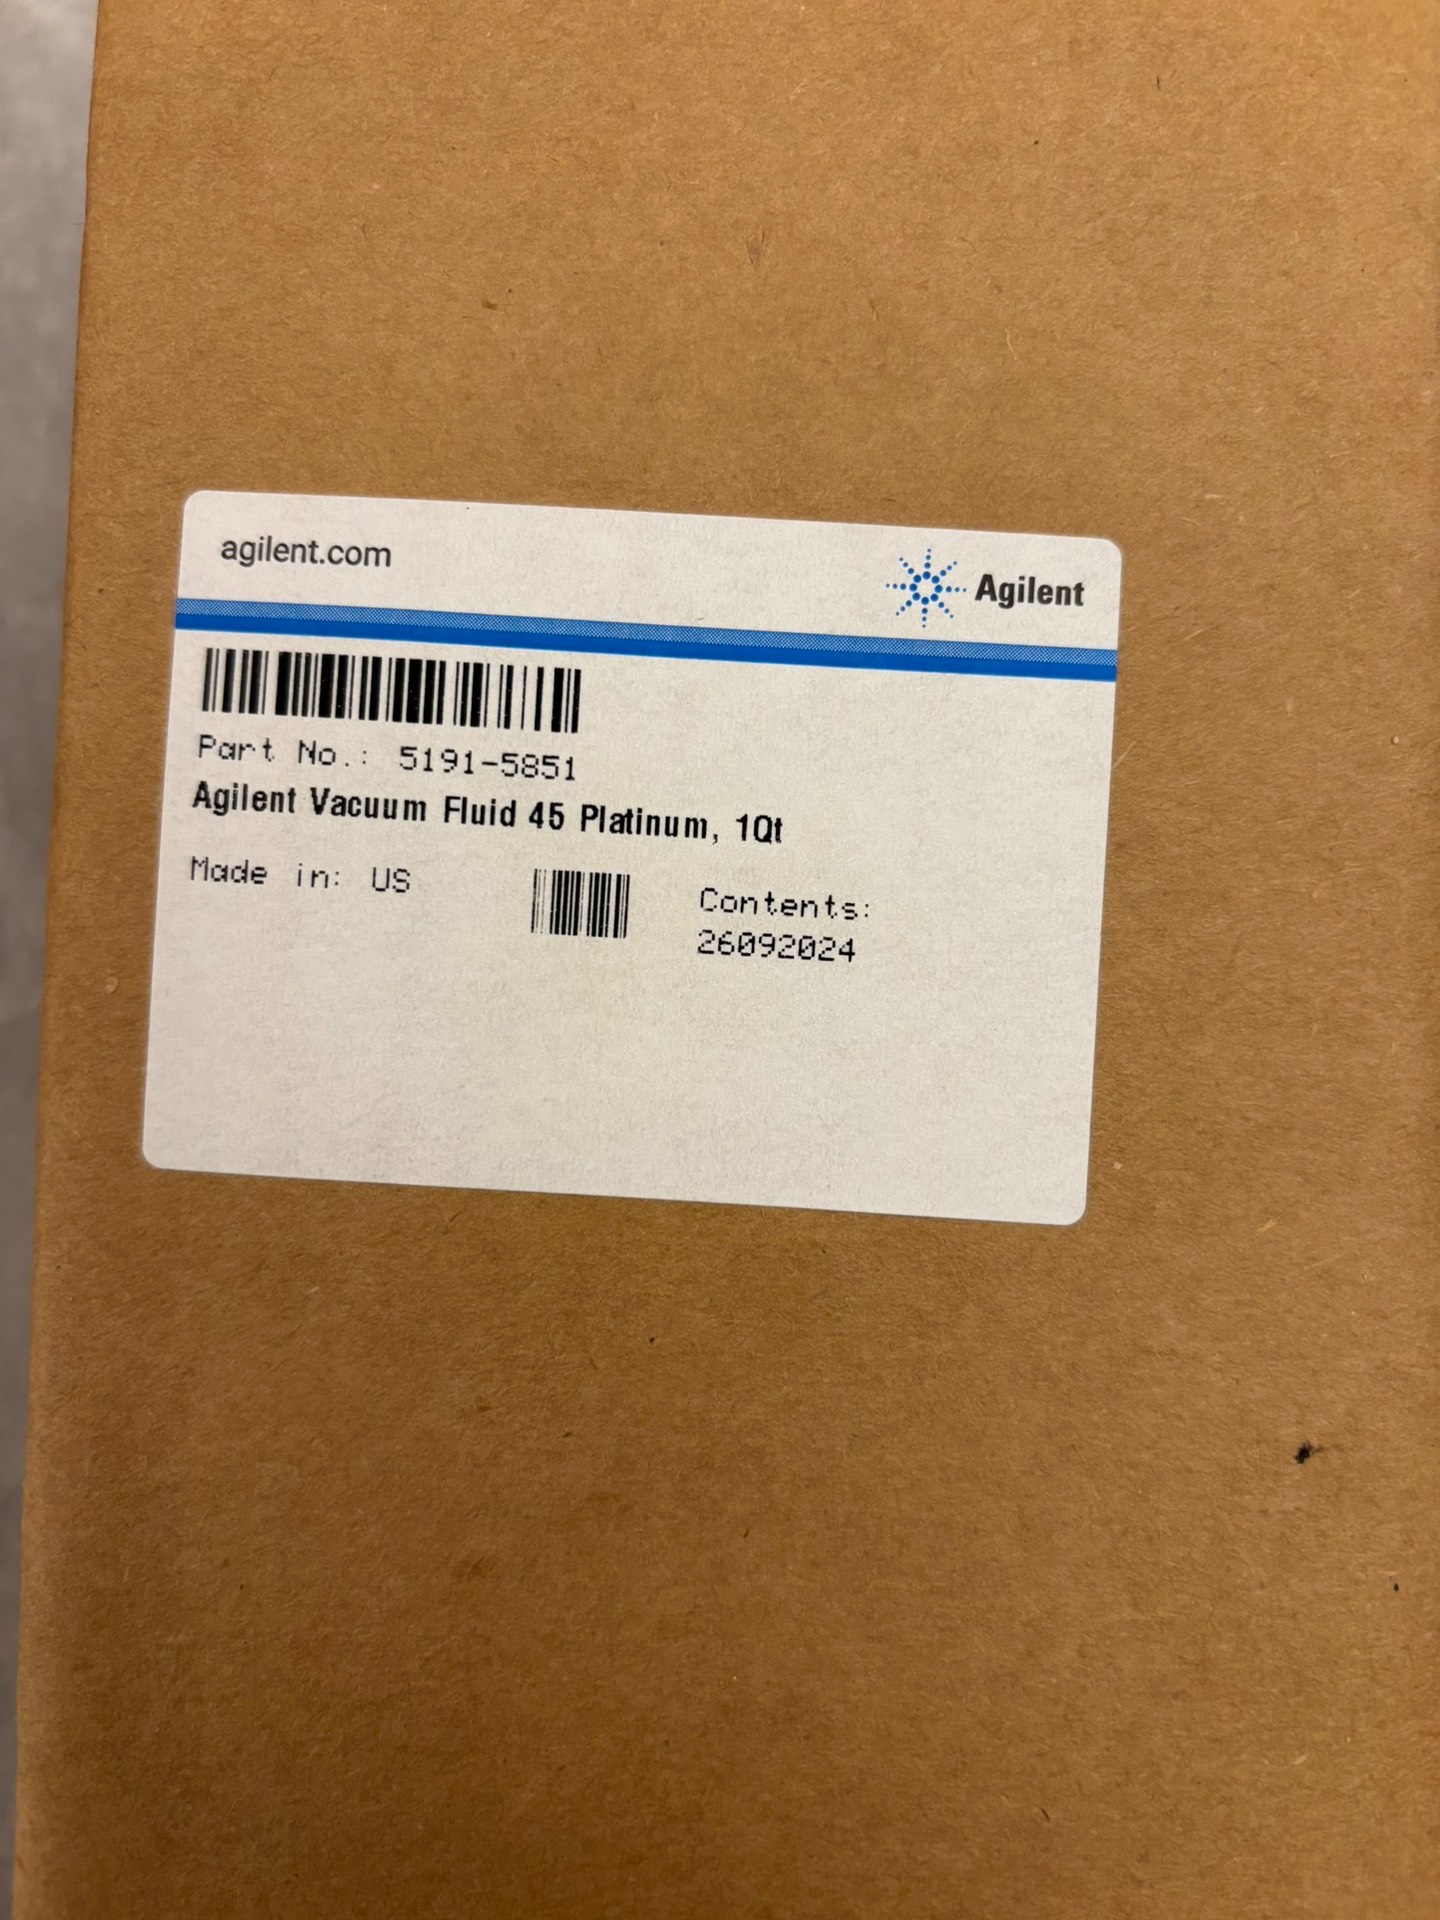 agilent.com
Agilent
Part No.: 5191-5851
Agilent Vacuum Fluid 45 Platinum, 1Qt
Made in: US
Contents:
26092024